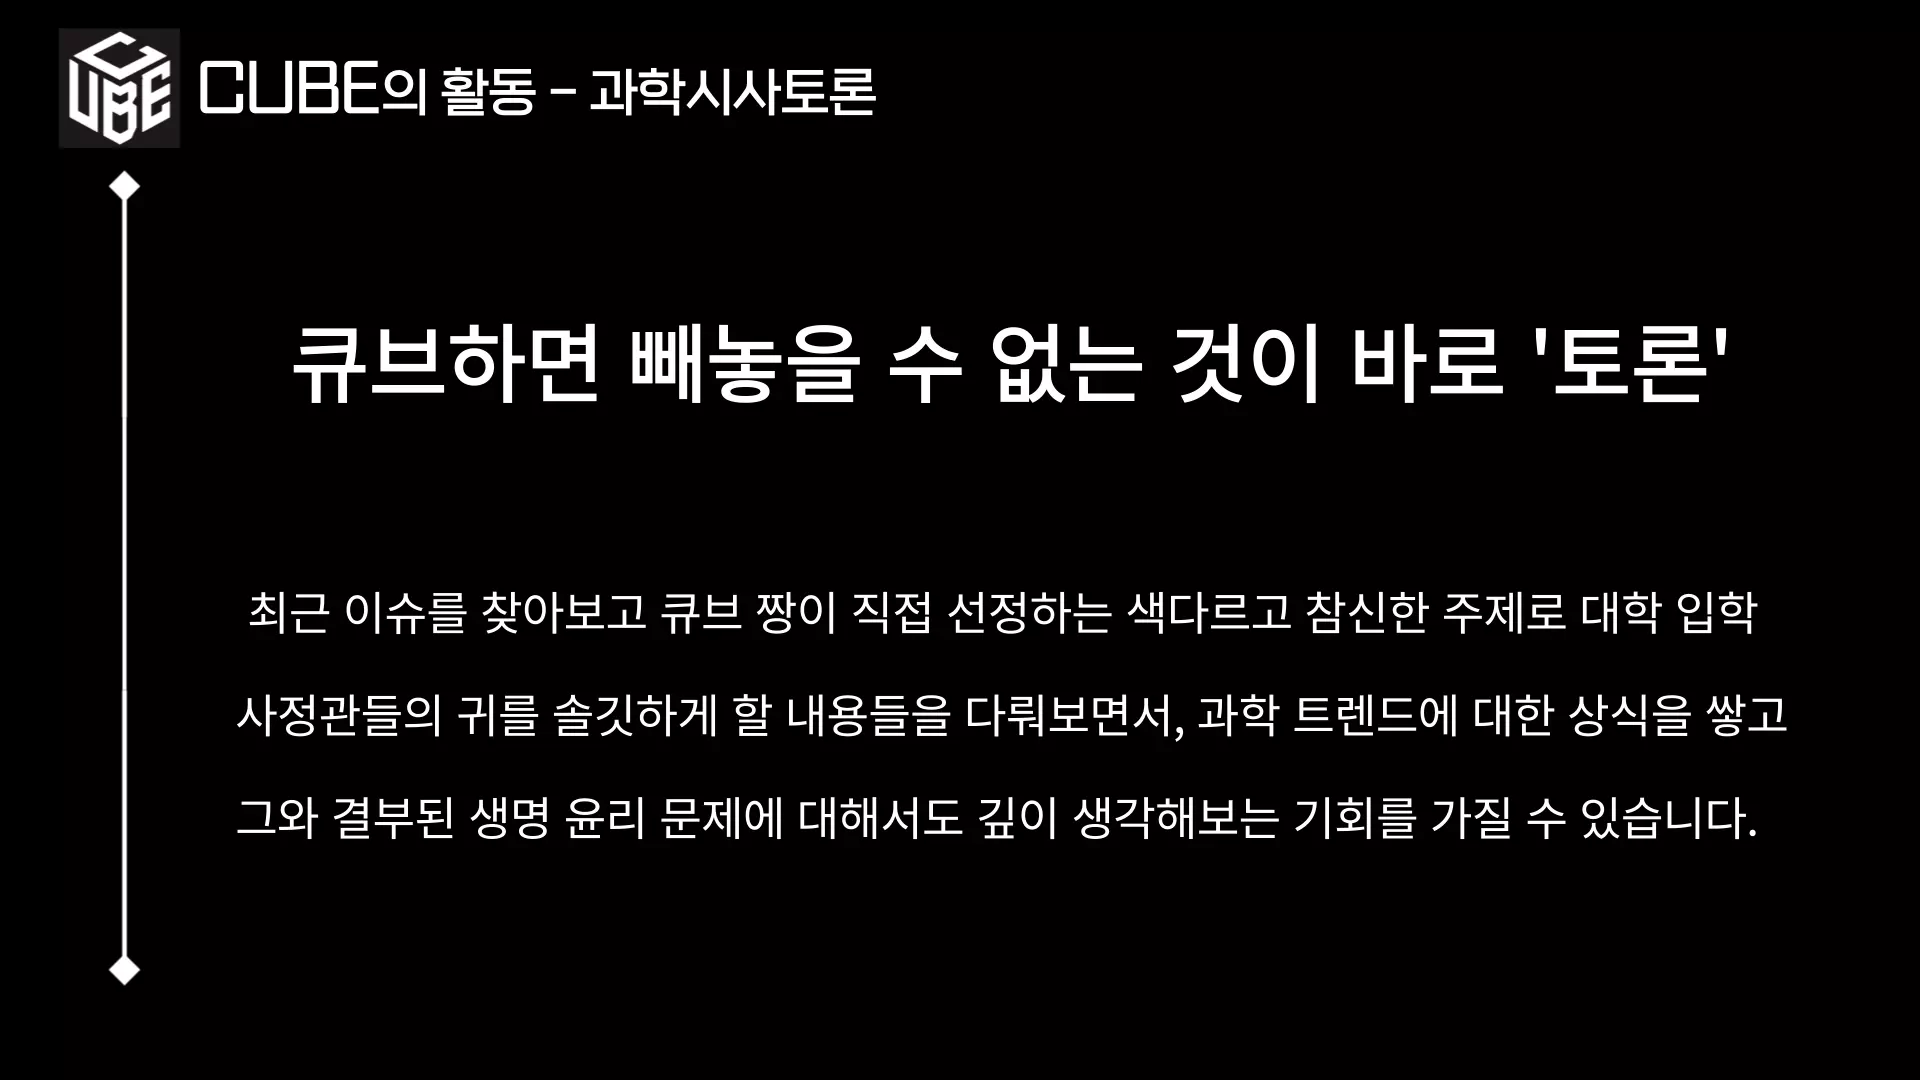 CUBE
CUBE의 활동 - 과학시사토론
큐브하면 빼놓을 수 없는 것이 바로 '토론'
최근 이슈를 찾아보고 큐브 짱이 직접 선정하는 색다르고 참신한 주제로 대학 입학
사정관들의 귀를 솔깃하게 할 내용들을 다뤄보면서, 과학 트렌드에 대한 상식을 쌓고
그와 결부된 생명 윤리 문제에 대해서도 깊이 생각해보는 기회를 가질 수 있습니다.